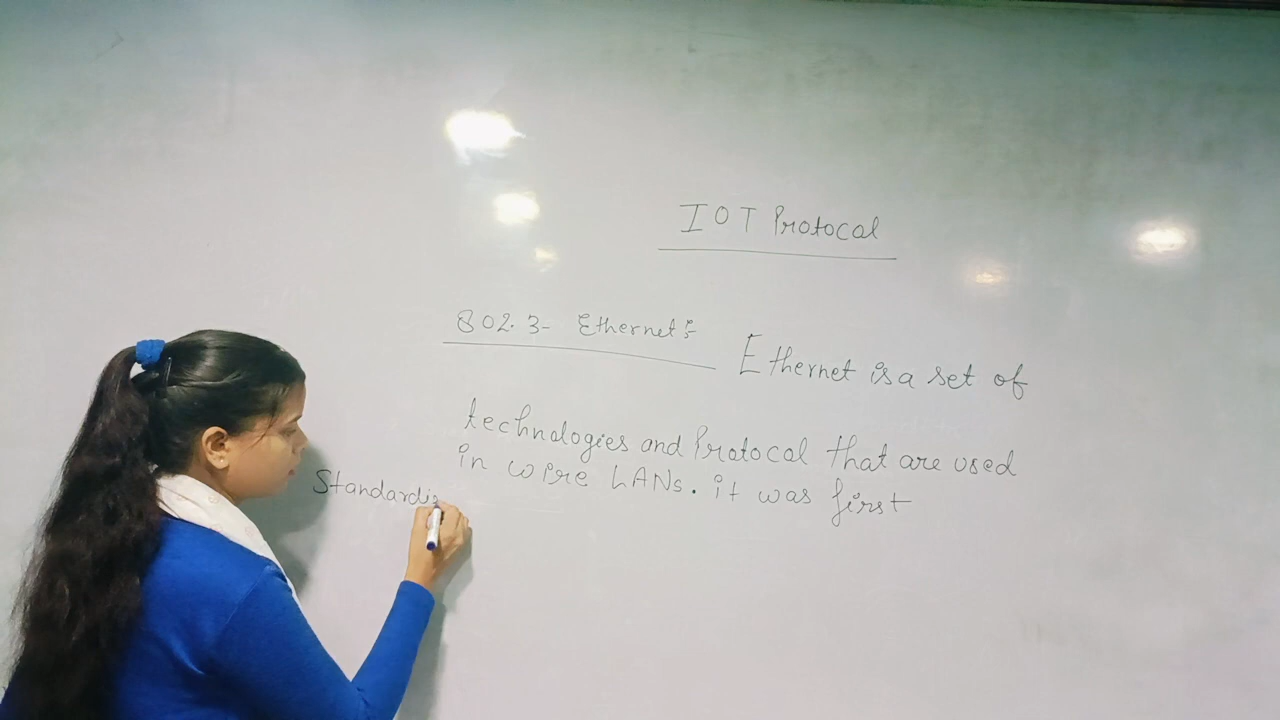 IOT Protocal
802.3- Ethernet:-
Ethernet is a set of
technologies and Protocal that are used
in wire LANs. it was first
Standardi